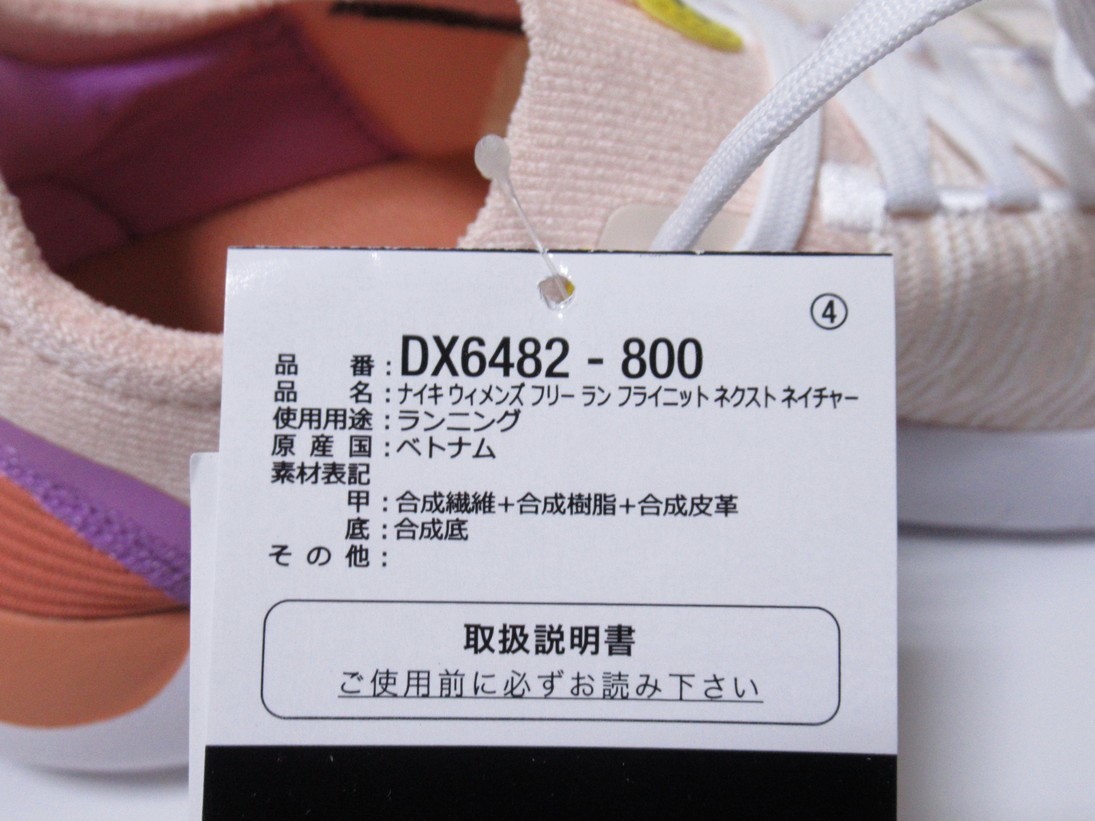 ④
品番:DX6482 - 800
品名:ナイキ ウィメンズ フリー ラン フライニット ネクスト ネイチャー
使用用途:ランニング
原産国:ベトナム
素材表記
甲:合成繊維+合成樹脂+合成皮革
底:合成底
その他:
取扱説明書
ご使用前に必ずお読み下さい